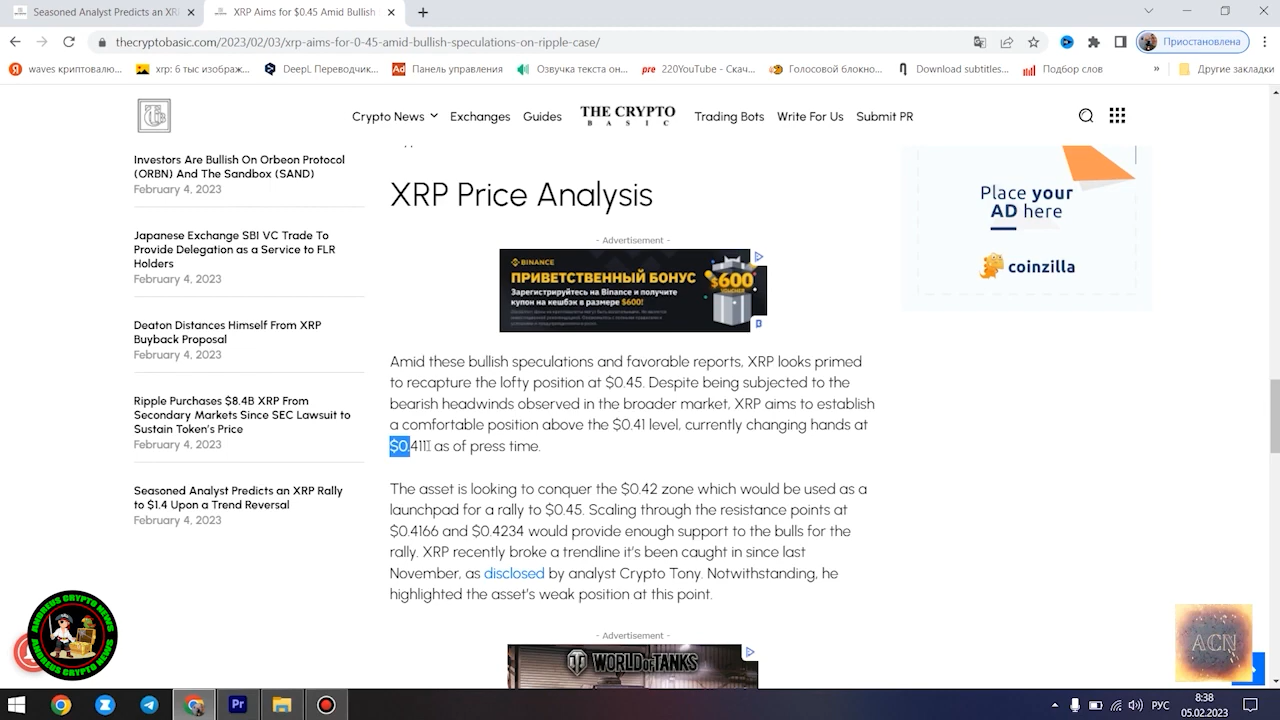 Seasoned Analyst Predicts an XR
XRP Aims for $0.45 Amid Bullish
thecryptobasic.com/2023/02/03/xrp-aims-for-0-45-amid-bullish-speculations-on-ripple-case/
Приостановлена
waves криптовалю...
xrp: 6 тыс изображ...
DeepL Переводчик...
Ad Панель управления
Озвучка текста он...
pre 220YouTube - Скач...
Голосовой блокно...
Download subtitles...
Подбор слов
»
Другие закладки
Crypto News
Exchanges
Guides
THE CRYPTO
BASIC
Trading Bots
Write For Us
Submit PR
Investors Are Bullish On Orbeon Protocol
(ORBN) And The Sandbox (SAND)
February 4, 2023
Japanese Exchange SBI VC Trade To
Provide Delegation as a Service to FLR
Holders
February 4, 2023
Deaton Distances Himself From XRP
Buyback Proposal
February 4, 2023
Ripple Purchases $8.4B XRP From
Secondary Markets Since SEC Lawsuit to
Sustain Token's Price
February 4, 2023
Seasoned Analyst Predicts an XRP Rally
to $1.4 Upon a Trend Reversal
February 4, 2023
XRP Price Analysis
- Advertisement -
BINANCE
ПРИВЕТСТВЕННЫЙ БОНУС
Зарегистрируйтесь на Binance и получите
купон на кешбэк в размере $600!
$600
VOUCHER
Amid these bullish speculations and favorable reports, XRP looks primed
to recapture the lofty position at $0.45. Despite being subjected to the
bearish headwinds observed in the broader market, XRP aims to establish
a comfortable position above the $0.41 level, currently changing hands at
$0.411 as of press time.
The asset is looking to conquer the $0.42 zone which would be used as a
launchpad for a rally to $0.45. Scaling through the resistance points at
$0.4166 and $0.4234 would provide enough support to the bulls for the
rally. XRP recently broke a trendline it's been caught in since last
November, as disclosed by analyst Crypto Tony. Notwithstanding, he
highlighted the asset's weak position at this point.
- Advertisement -
WORLD OF TANKS
Place your
AD here
coinzilla
ANDREUS CRYPTO NEWS
ANDREUS CRYPTO NEWS
ACN
Pr
РУС
8:38
05.02.2023